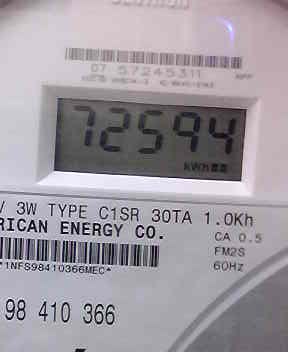 07 57245311
72594
kWh
/ 3W TYPE C1SR 30TA 1.0Kh
RICAN ENERGY CO.
CA 0.5
FM2S
60Hz
*1NFS98410366MEC*
98 410 366